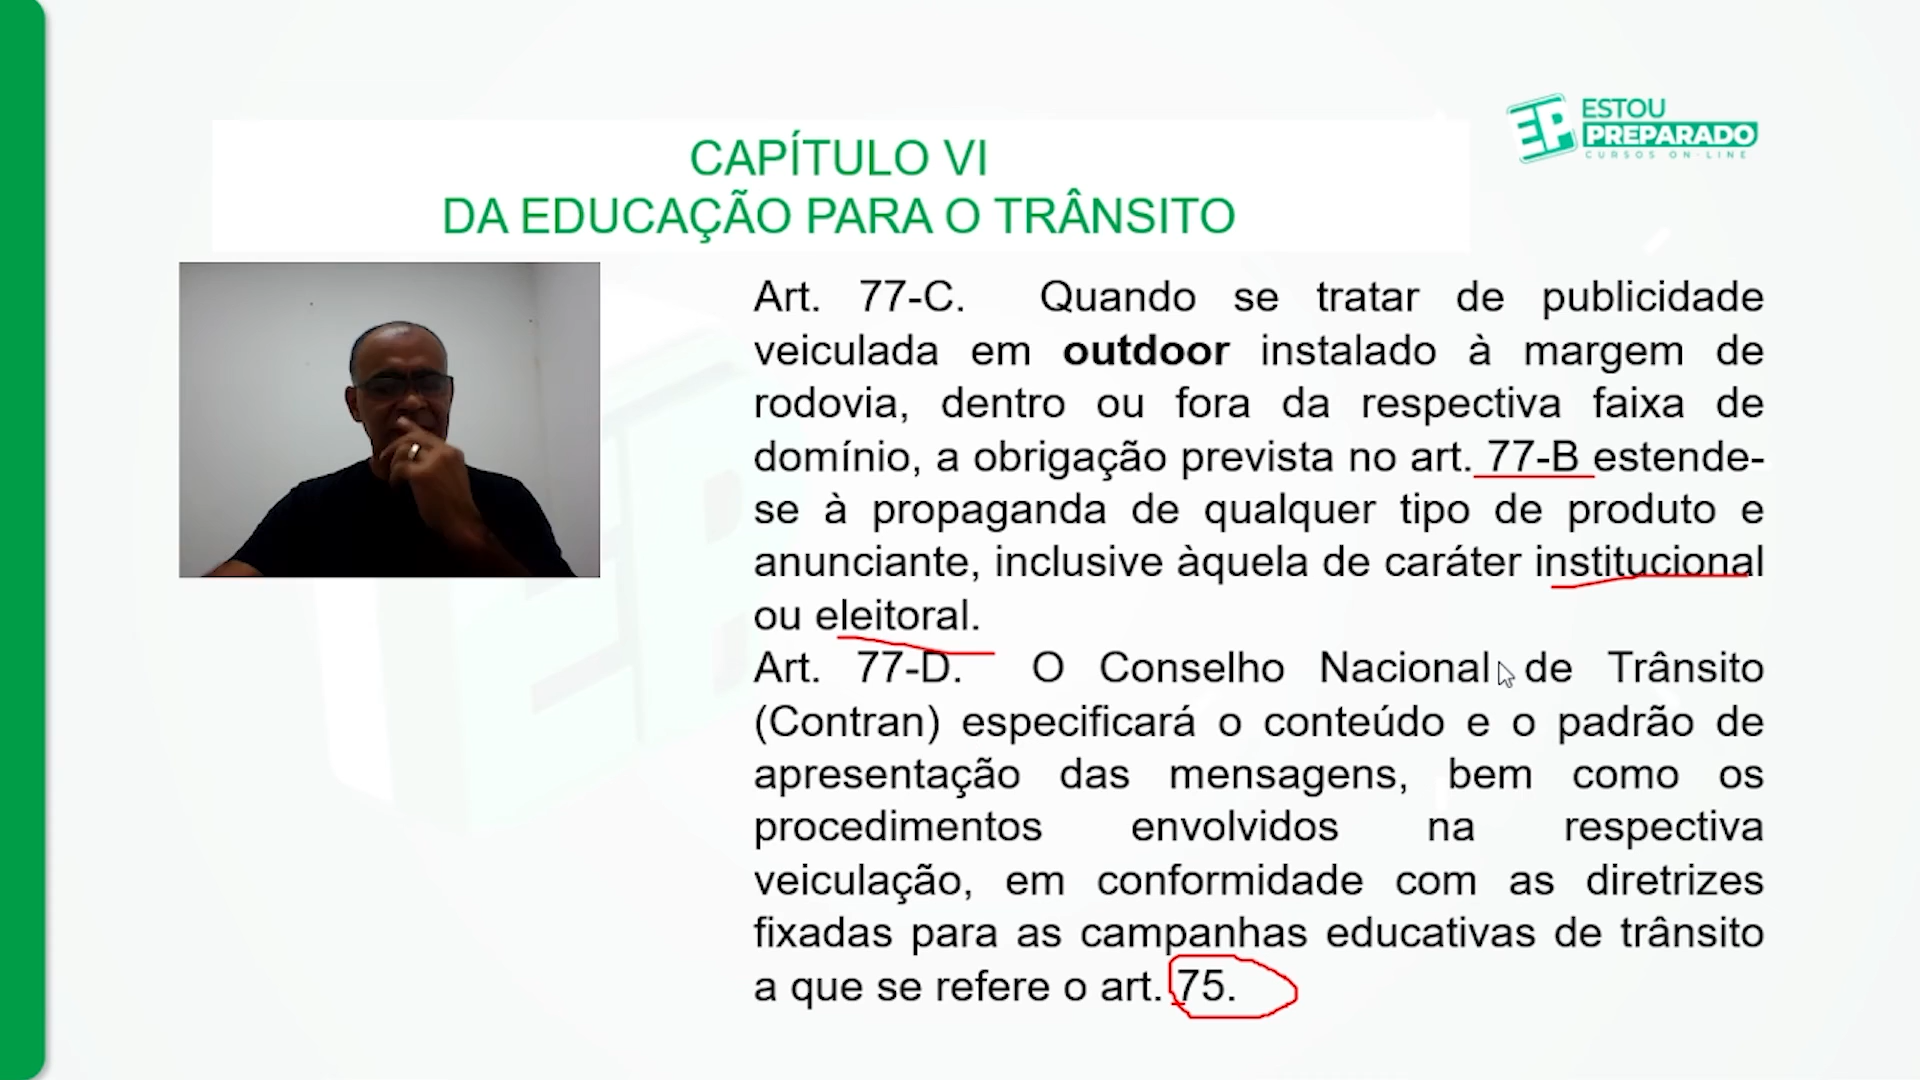 ESTOU
PREPARADO
CURSOS ON-LINE
CAPÍTULO VI
DA EDUCAÇÃO PARA O TRÂNSITO
Art. 77-C. Quando se tratar de publicidade
veiculada em outdoor instalado à margem de
rodovia, dentro ou fora da respectiva faixa de
domínio, a obrigação prevista no art. 77-B estende-
se à propaganda de qualquer tipo de produto e
anunciante, inclusive àquela de caráter institucional
ou eleitoral.
Art. 77-D. O Conselho Nacional de Trânsito
(Contran) especificará o conteúdo e o padrão de
apresentação das mensagens, bem como os
procedimentos envolvidos na respectiva
veiculação, em conformidade com as diretrizes
fixadas para as campanhas educativas de trânsito
a que se refere o art. 75.